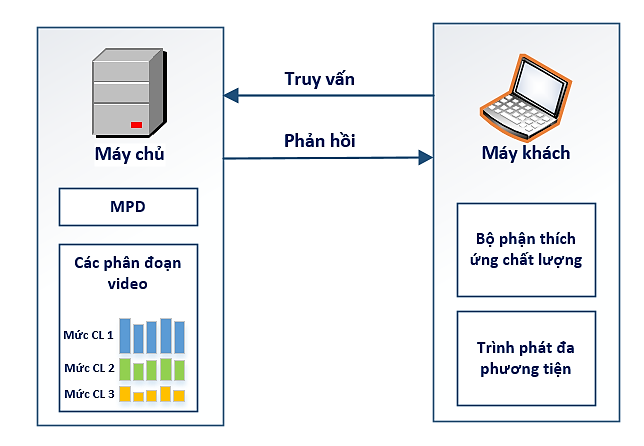 Truy vấn
Phản hồi
Máy chủ
MPD
Các phân đoạn
video
Mức CL 1
Mức CL 2
Mức CL 3
Máy khách
Bộ phận thích
ứng chất lượng
Trình phát đa
phương tiện